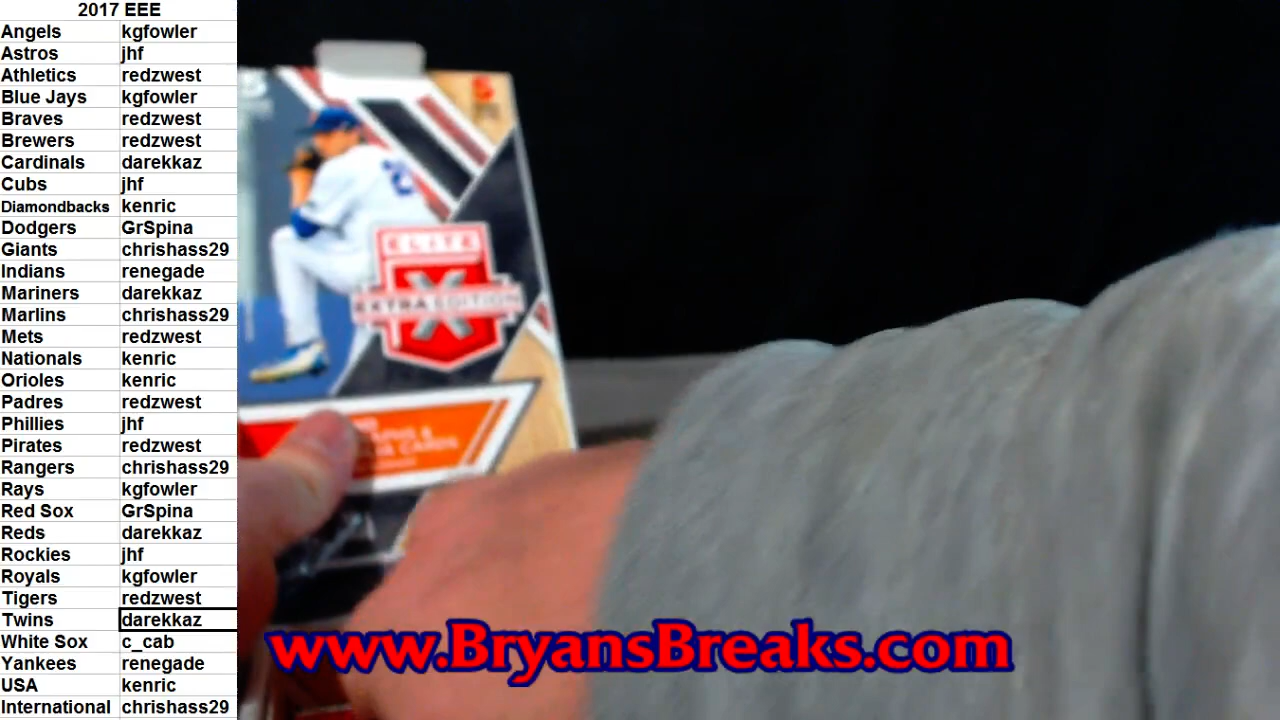 2017 EEE
Angels kgfowler
Astros jhf
Athletics redzwest
Blue Jays kgfowler
Braves redzwest
Brewers redzwest
Cardinals darekkaz
Cubs jhf
Diamondbacks kenric
Dodgers GrSpina
Giants chrishass29
Indians renegade
Mariners darekkaz
Marlins chrishass29
Mets redzwest
Nationals kenric
Orioles kenric
Padres redzwest
Phillies jhf
Pirates redzwest
Rangers chrishass29
Rays kgfowler
Red Sox GrSpina
Reds darekkaz
Rockies jhf
Royals kgfowler
Tigers redzwest
Twins darekkaz
White Sox c_cab
Yankees renegade
USA kenric
International chrishass29
ELITE
X
EXTRA EDITION
CARDS
www.BryansBreaks.com